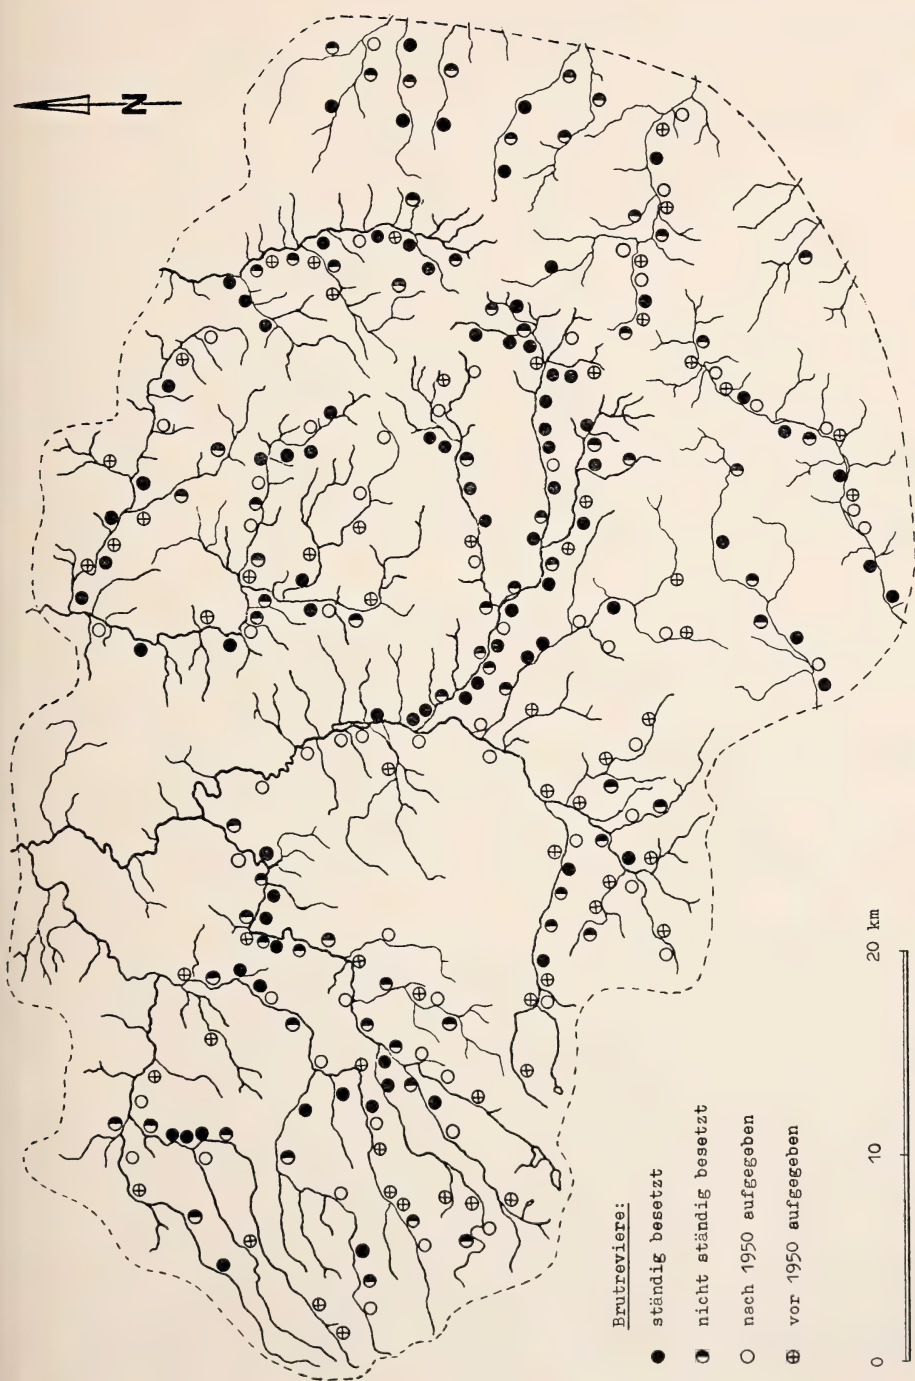 N
Brutreviere:
ständig besetzt
nicht ständig besetzt
nach 1950 aufgegeben
vor 1950 aufgegeben
0 10 20 km